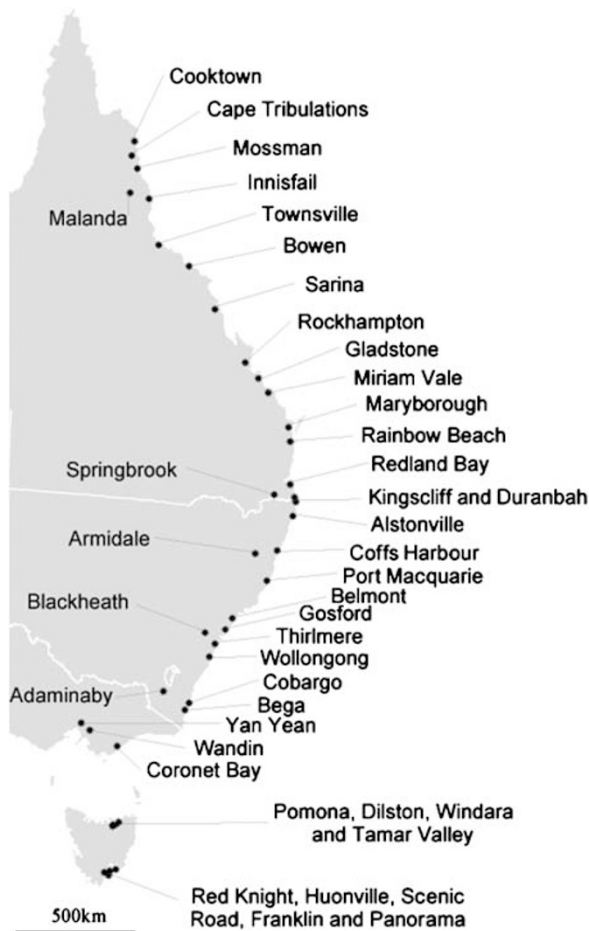 Cooktown
Cape Tribulations
Mossman
Innisfail
Malanda
Townsville
Bowen
Sarina
Rockhampton
Gladstone
Miriam Vale
Maryborough
Rainbow Beach
Redland Bay
Springbrook
Kingscliff and Duranbah
Alstonville
Armidale
Coffs Harbour
Port Macquarie
Belmont
Blackheath
Gosford
Thirlmere
Wollongong
Cobargo
Adaminaby
Bega
Yan Yean
Wandin
Coronet Bay
Pomona, Dilston, Windara
and Tamar Valley
Red Knight, Huonville, Scenic
Road, Franklin and Panorama
500km